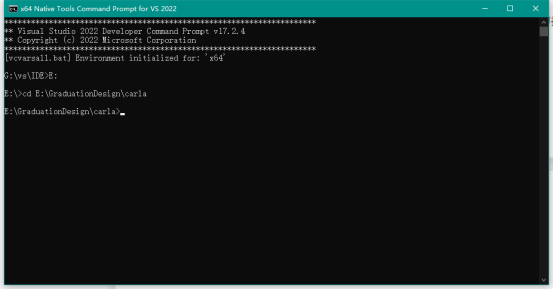 x64 Native Tools Command Prompt for VS 2022
**********************************************************************
** Visual Studio 2022 Developer Command Prompt v17.2.4
** Copyright (c) 2022 Microsoft Corporation
**********************************************************************
[vcvarsall.bat] Environment initialized for: 'x64'
G:\vs\IDE>E:
E:\>cd E:\GraduationDesign\carla
E:\GraduationDesign\carla>